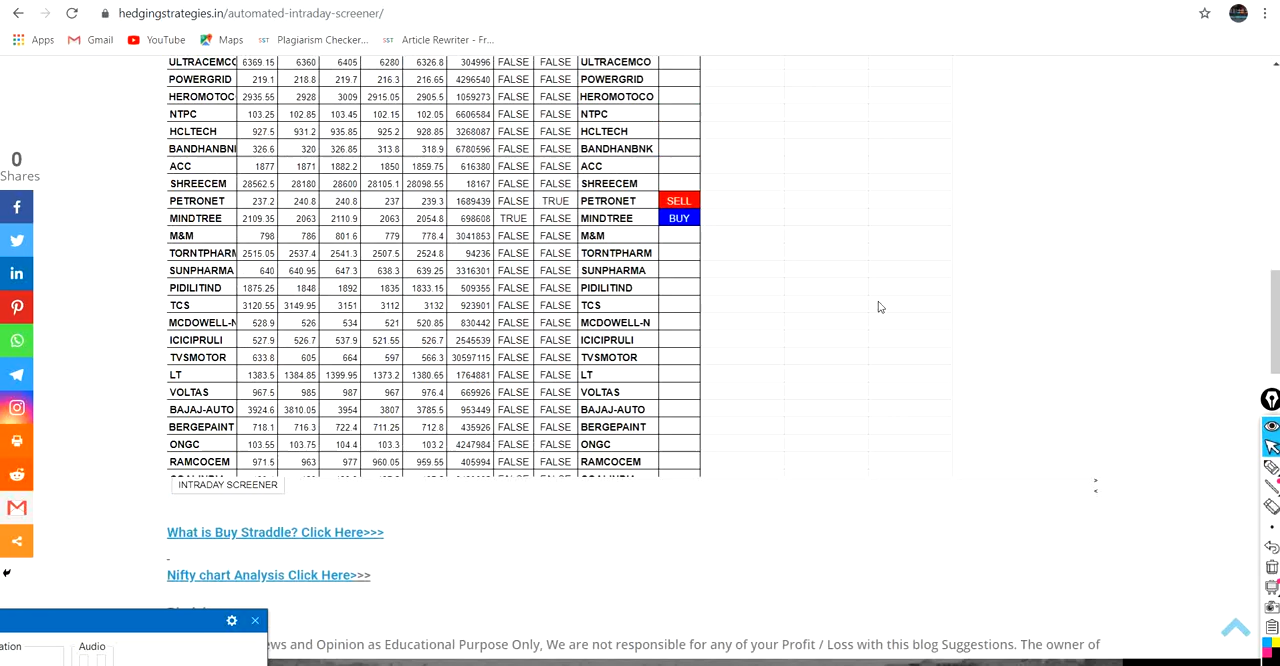 hedgingstrategies.in/automated-intraday-screener/
Apps Gmail YouTube Maps SST Plagiarism Checker... SST Article Rewriter - Fr...
ULTRACEMC 6369.15 6360 6405 6280 6326.8 304996 FALSE FALSE ULTRACEMCO
POWERGRID 219.1 218.8 219.7 216.3 216.65 4296540 FALSE FALSE POWERGRID
HEROMOTOC 2935.55 2928 3009 2915.05 2905.5 1059273 FALSE FALSE HEROMOTOCO
NTPC 103.25 102.85 103.45 102.15 102.05 6606584 FALSE FALSE NTPC
HCLTECH 927.5 931.2 935.85 925.2 928.85 3268087 FALSE FALSE HCLTECH
BANDHANBNK 326.6 320 326.85 313.8 318.9 6780596 FALSE FALSE BANDHANBNK
ACC 1877 1871 1882.2 1850 1859.75 616380 FALSE FALSE ACC
SHREECEM 28562.5 28180 28600 28105.1 28098.55 18167 FALSE FALSE SHREECEM
PETRONET 237.2 240.8 240.8 237 239.3 1689439 FALSE TRUE PETRONET SELL
MINDTREE 2109.35 2063 2110.9 2063 2054.8 698608 TRUE FALSE MINDTREE BUY
M&M 798 786 801.6 779 778.4 3041853 FALSE FALSE M&M
TORNTPHARM 2515.05 2537.4 2541.3 2507.5 2524.8 94236 FALSE FALSE TORNTPHARM
SUNPHARMA 640 640.95 647.3 638.3 639.25 3316301 FALSE FALSE SUNPHARMA
PIDILITIND 1875.25 1848 1892 1835 1833.15 509355 FALSE FALSE PIDILITIND
TCS 3120.55 3149.95 3151 3112 3132 923901 FALSE FALSE TCS
MCDOWELL-N 528.9 526 534 521 520.85 830442 FALSE FALSE MCDOWELL-N
ICICIPRULI 527.9 526.7 537.9 521.55 526.7 2545539 FALSE FALSE ICICIPRULI
TVSMOTOR 633.8 605 664 597 566.3 30597115 FALSE FALSE TVSMOTOR
LT 1383.5 1384.85 1399.95 1373.2 1380.65 1764881 FALSE FALSE LT
VOLTAS 967.5 985 987 967 976.4 669926 FALSE FALSE VOLTAS
BAJAJ-AUTO 3924.6 3810.05 3954 3807 3785.5 953449 FALSE FALSE BAJAJ-AUTO
BERGEPAINT 718.1 716.3 722.4 711.25 712.8 435926 FALSE FALSE BERGEPAINT
ONGC 103.55 103.75 104.4 103.3 103.2 4247984 FALSE FALSE ONGC
RAMCOCEM 971.5 963 977 960.05 959.55 405994 FALSE FALSE RAMCOCEM
0
Shares
INTRADAY SCREENER
What is Buy Straddle? Click Here>>>
Nifty chart Analysis Click Here>>>
ews and Opinion as Educational Purpose Only, We are not responsible for any of your Profit / Loss with this blog Suggestions. The owner of
ation Audio